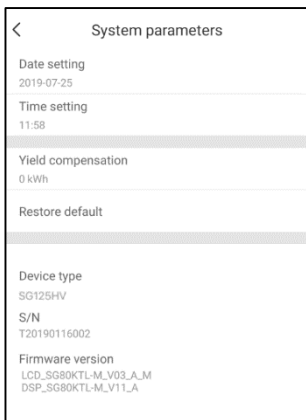 System parameters
Date setting
2019-07-25
Time setting
11:58
Yield compensation
0 kWh
Restore default
Device type
SG125HV
S/N
T20190116002
Firmware version
LCD_SG80KTL-M_V03_A_M
DSP_SG80KTL-M_V11_A